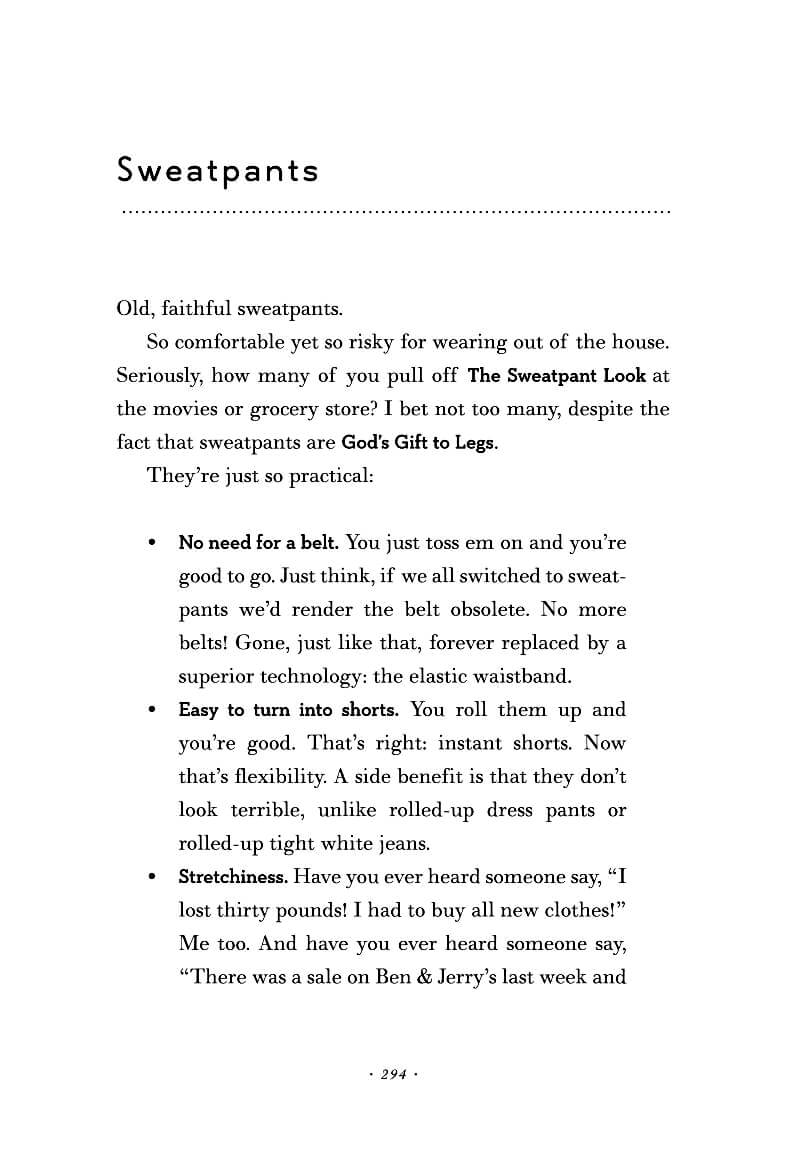 Sweatpants
Old, faithful sweatpants.
So comfortable yet so risky for wearing out of the house.
Seriously, how many of you pull off The Sweatpant Look at
the movies or grocery store? I bet not too many, despite the
fact that sweatpants are God’s Gift to Legs.
They’re just so practical:
• No need for a belt. You just toss em on and you’re
good to go. Just think, if we all switched to sweat-
pants we’d render the belt obsolete. No more
belts! Gone, just like that, forever replaced by a
superior technology: the elastic waistband.
• Easy to turn into shorts. You roll them up and
you’re good. That’s right: instant shorts. Now
that’s flexibility. A side benefit is that they don’t
look terrible, unlike rolled-up dress pants or
rolled-up tight white jeans.
• Stretchiness. Have you ever heard someone say, “I
lost thirty pounds! I had to buy all new clothes!”
Me too. And have you ever heard someone say,
“There was a sale on Ben & Jerry’s last week and
· 294 ·